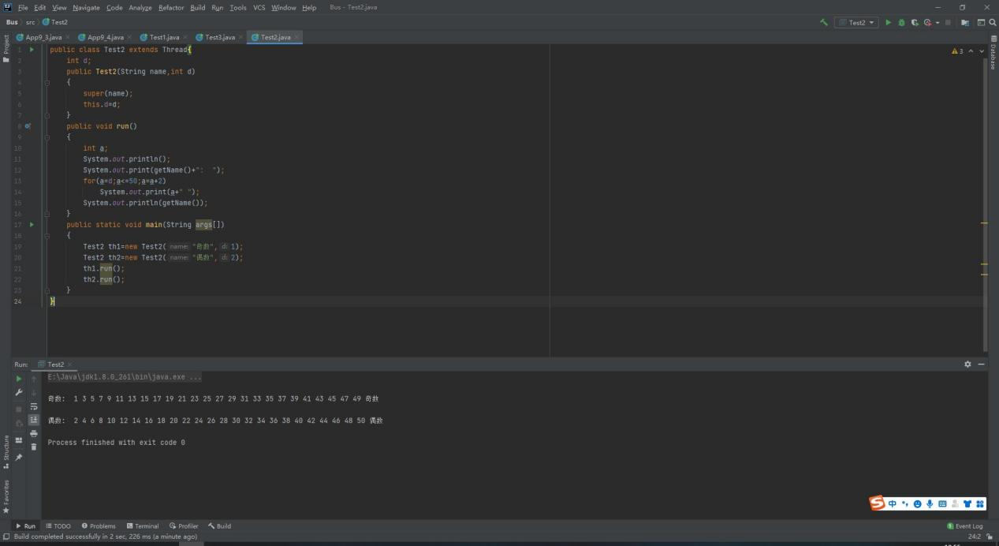 File Edit View Navigate Code Analyze Refactor Build Run Tools VCS Window Help Bus - Test2.java
Bus src Test2 Test2
App9_3.java App9_4.java Test1.java Test3.java Test2.java
Project
Database
3
1 public class Test2 extends Thread{
2 int d;
3 public Test2(String name,int d)
4 {
5 super(name);
6 this.d=d;
7 }
8 public void run()
9 {
10 int a;
11 System.out.println();
12 System.out.print(getName()+":  ");
13 for(a=d;a<=50;a=a+2)
14 System.out.print(a+" ");
15 System.out.println(getName());
16 }
17 public static void main(String args[])
18 {
19 Test2 th1=new Test2( name: "奇数", d: 1);
20 Test2 th2=new Test2( name: "偶数", d: 2);
21 th1.run();
22 th2.run();
23 }
24 }
Run: Test2
E:\Java\jdk1.8.0_261\bin\java.exe ...
奇数:  1 3 5 7 9 11 13 15 17 19 21 23 25 27 29 31 33 35 37 39 41 43 45 47 49 奇数
偶数:  2 4 6 8 10 12 14 16 18 20 22 24 26 28 30 32 34 36 38 40 42 44 46 48 50 偶数
Process finished with exit code 0
Structure
Favorites
中
Run TODO Problems Terminal Profiler Build 1 Event Log
Build completed successfully in 2 sec, 226 ms (a minute ago) 24:2